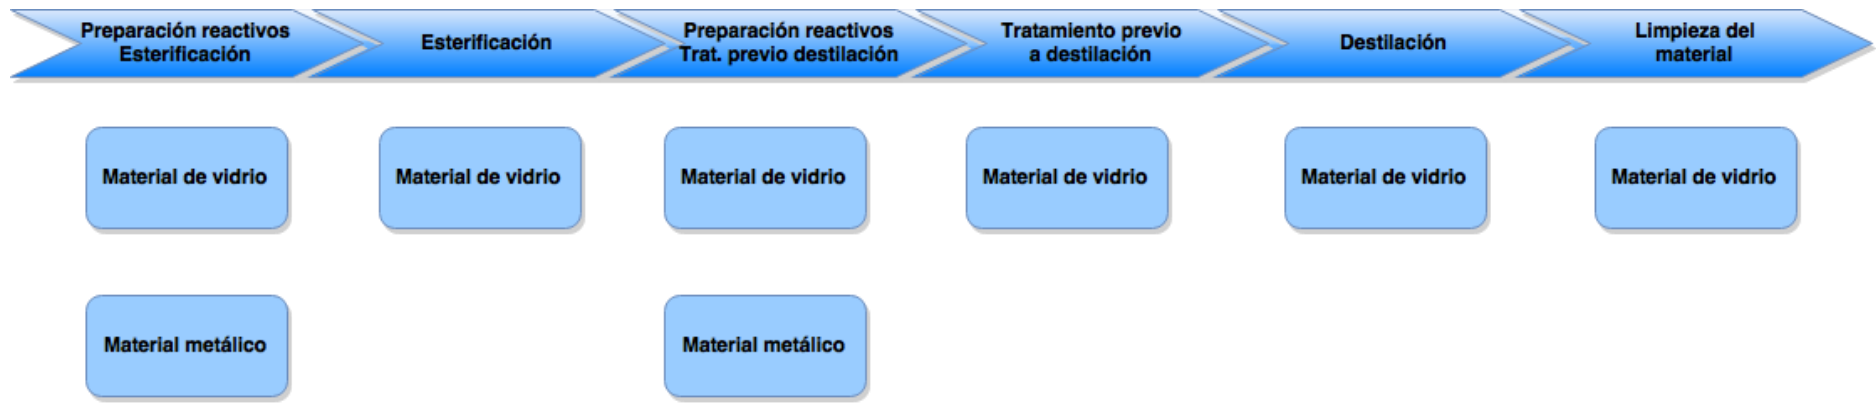 Preparación reactivos
Esterificación
Esterificación
Preparación reactivos
Trat. previo destilación
Tratamiento previo
a destilación
Destilación
Limpieza del
material
Material de vidrio
Material de vidrio
Material de vidrio
Material de vidrio
Material de vidrio
Material de vidrio
Material metálico
Material metálico